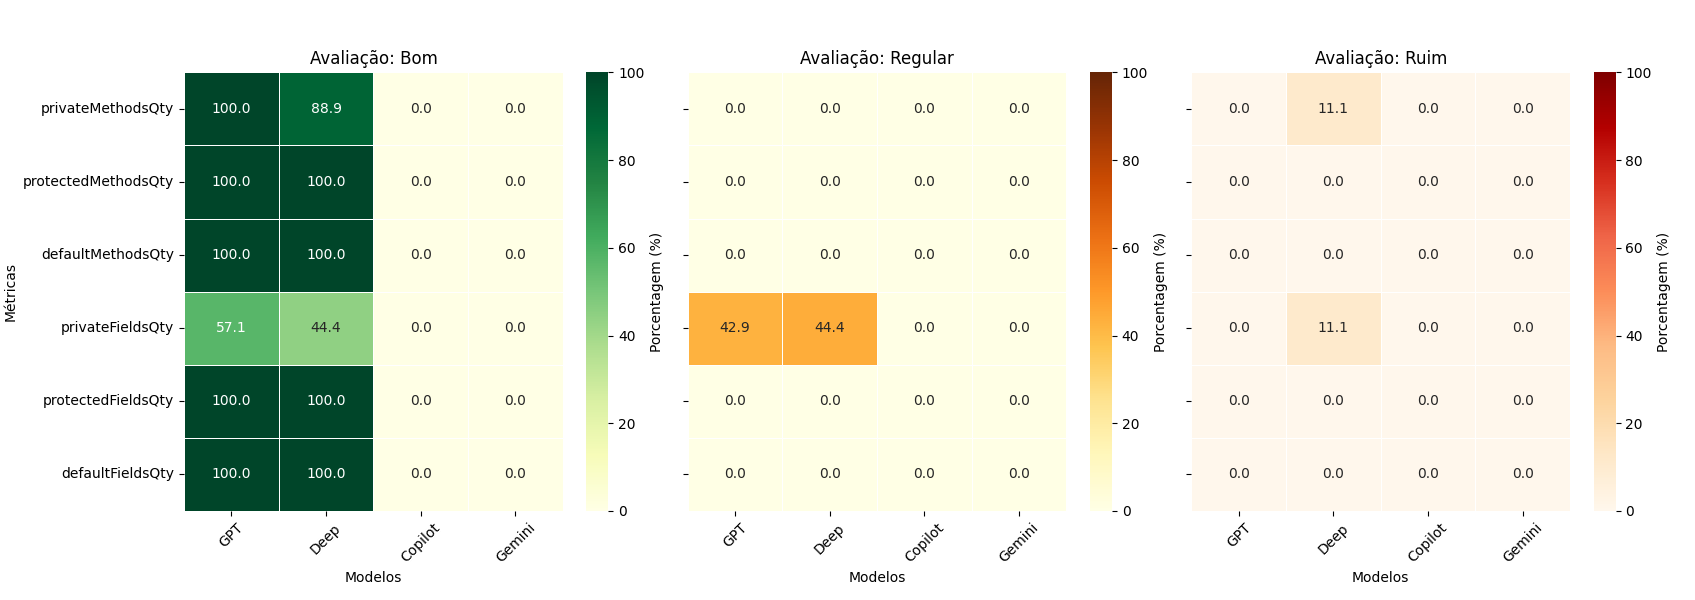 Avaliação: Bom
Avaliação: Regular
Avaliação: Ruim
Métricas
privateMethodsQty
protectedMethodsQty
defaultMethodsQty
privateFieldsQty
protectedFieldsQty
defaultFieldsQty
100.0 88.9 0.0 0.0
100.0 100.0 0.0 0.0
100.0 100.0 0.0 0.0
57.1 44.4 0.0 0.0
100.0 100.0 0.0 0.0
100.0 100.0 0.0 0.0
GPT Deep Copilot Gemini
Modelos
100
80
60
40
20
0
Porcentagem (%)
0.0 0.0 0.0 0.0
0.0 0.0 0.0 0.0
0.0 0.0 0.0 0.0
42.9 44.4 0.0 0.0
0.0 0.0 0.0 0.0
0.0 0.0 0.0 0.0
GPT Deep Copilot Gemini
Modelos
100
80
60
40
20
0
Porcentagem (%)
0.0 11.1 0.0 0.0
0.0 0.0 0.0 0.0
0.0 0.0 0.0 0.0
0.0 11.1 0.0 0.0
0.0 0.0 0.0 0.0
0.0 0.0 0.0 0.0
GPT Deep Copilot Gemini
Modelos
100
80
60
40
20
0
Porcentagem (%)